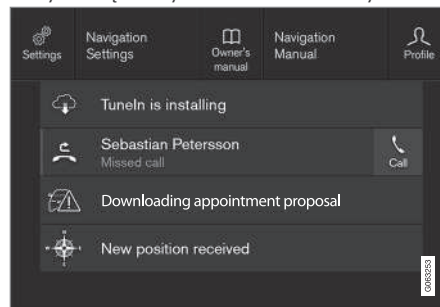 Navigation
Settings
Settings
Owner's
manual
Navigation
Manual
Profile
TuneIn is installing
Sebastian Petersson
Missed call
Call
Downloading appointment proposal
New position received
G063253